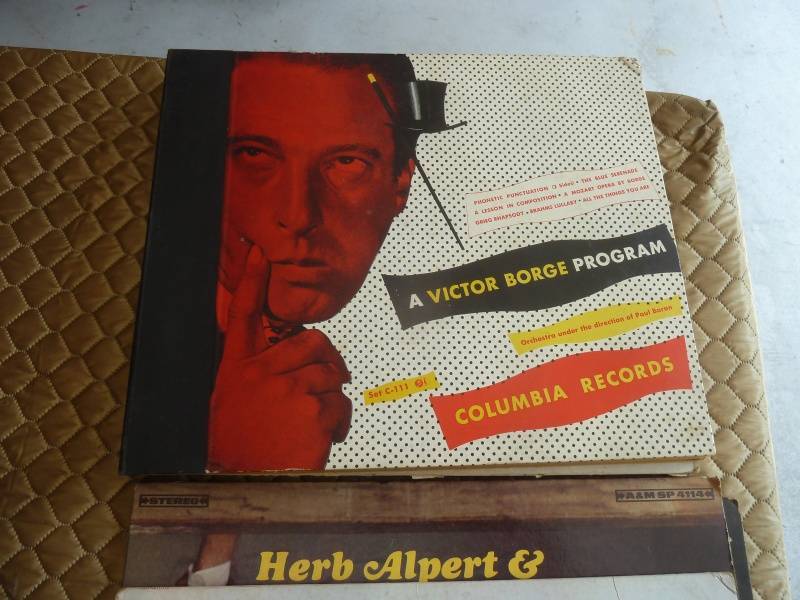 PHONETIC PUNCTUATION (2 Sides) • THE BLUE SERENADE
A LESSON IN COMPOSITION • A MOZART OPERA BY BORGE
GRIEG RHAPSODY • BRAHMS LULLABY • ALL THE THINGS YOU ARE
A VICTOR BORGE PROGRAM
Orchestra under the direction of Paul Baron
Set C-111
COLUMBIA RECORDS
STEREO
A&M SP 4114
Herb Alpert &